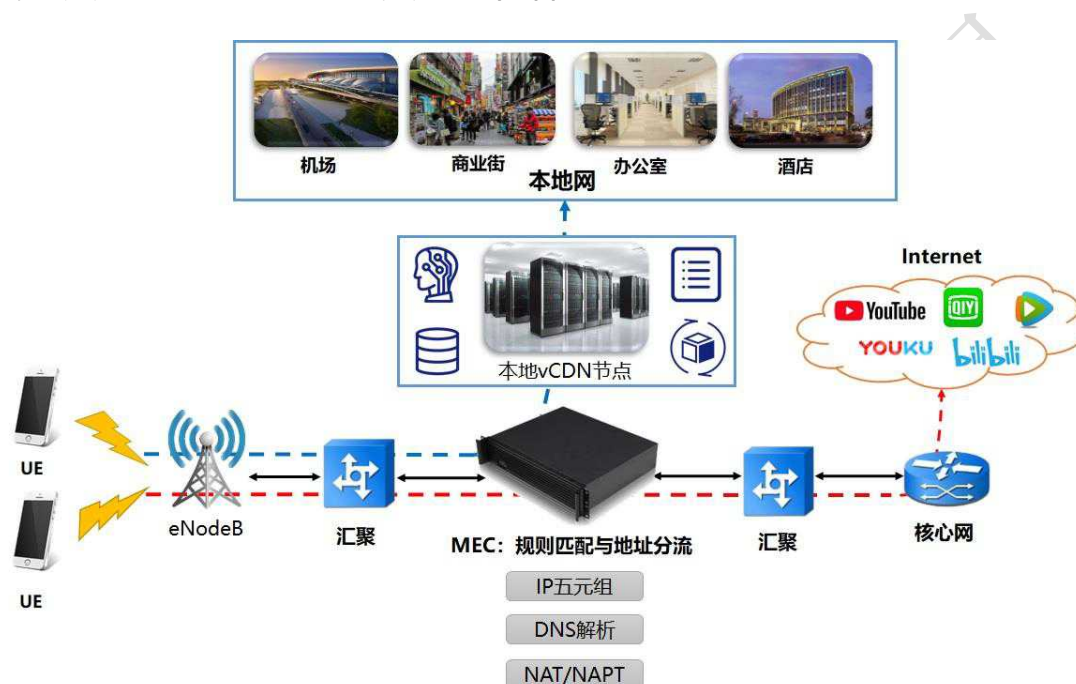 机场
商业街
办公室
酒店
本地网
本地vCDN节点
Internet
YouTube
iQIYI
YOUKU
bilibili
UE
UE
eNodeB
汇聚
MEC：规则匹配与地址分流
汇聚
核心网
IP五元组
DNS解析
NAT/NAPT